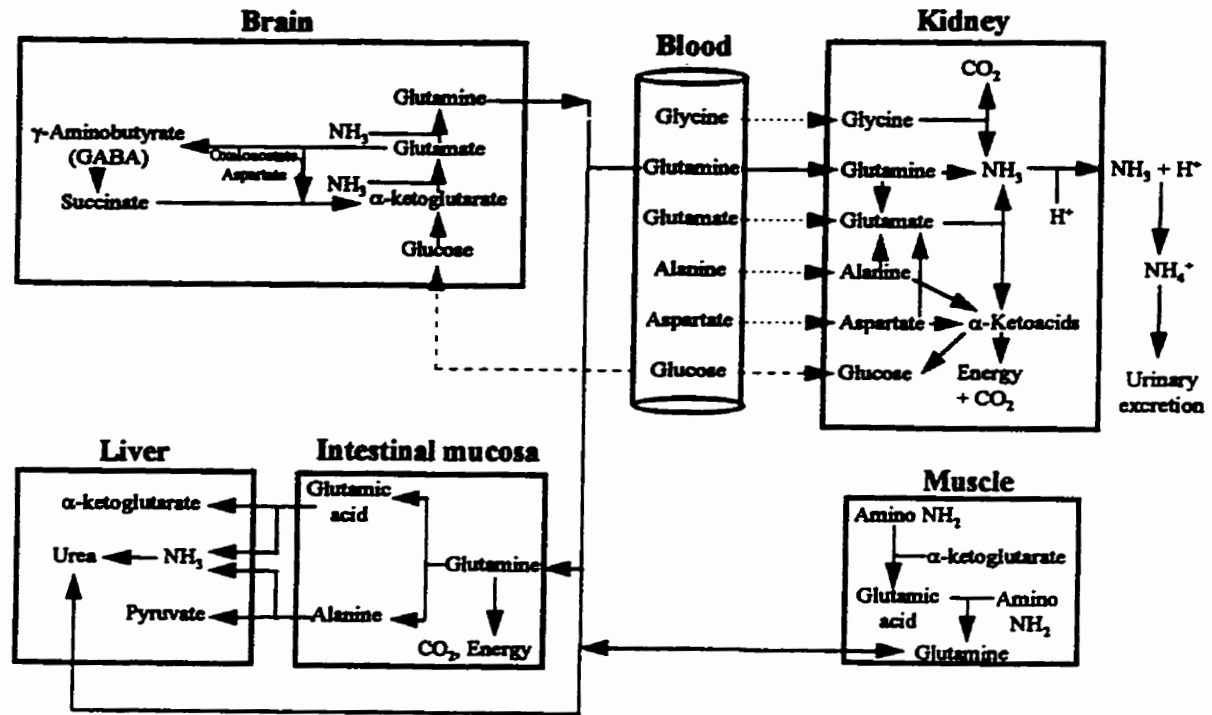 Brain
Glutamine
NH₃
γ-Aminobutyrate
(GABA)
Oxaloacetate,
Aspartate
Glutamate
NH₃
Succinate
α-ketoglutarate
Glucose
Blood
Glycine
Glutamine
Glutamate
Alanine
Aspartate
Glucose
Kidney
CO₂
Glycine
Glutamine
NH₃
H⁺
Glutamate
Alanine
Aspartate
α-Ketoacids
Glucose
Energy
+ CO₂
NH₃ + H⁺
NH₄⁺
Urinary
excretion
Liver
α-ketoglutarate
Urea
NH₃
Pyruvate
Intestinal mucosa
Glutamic
acid
Glutamine
Alanine
CO₂, Energy
Muscle
Amino NH₂
α-ketoglutarate
Glutamic
acid
Amino
NH₂
Glutamine